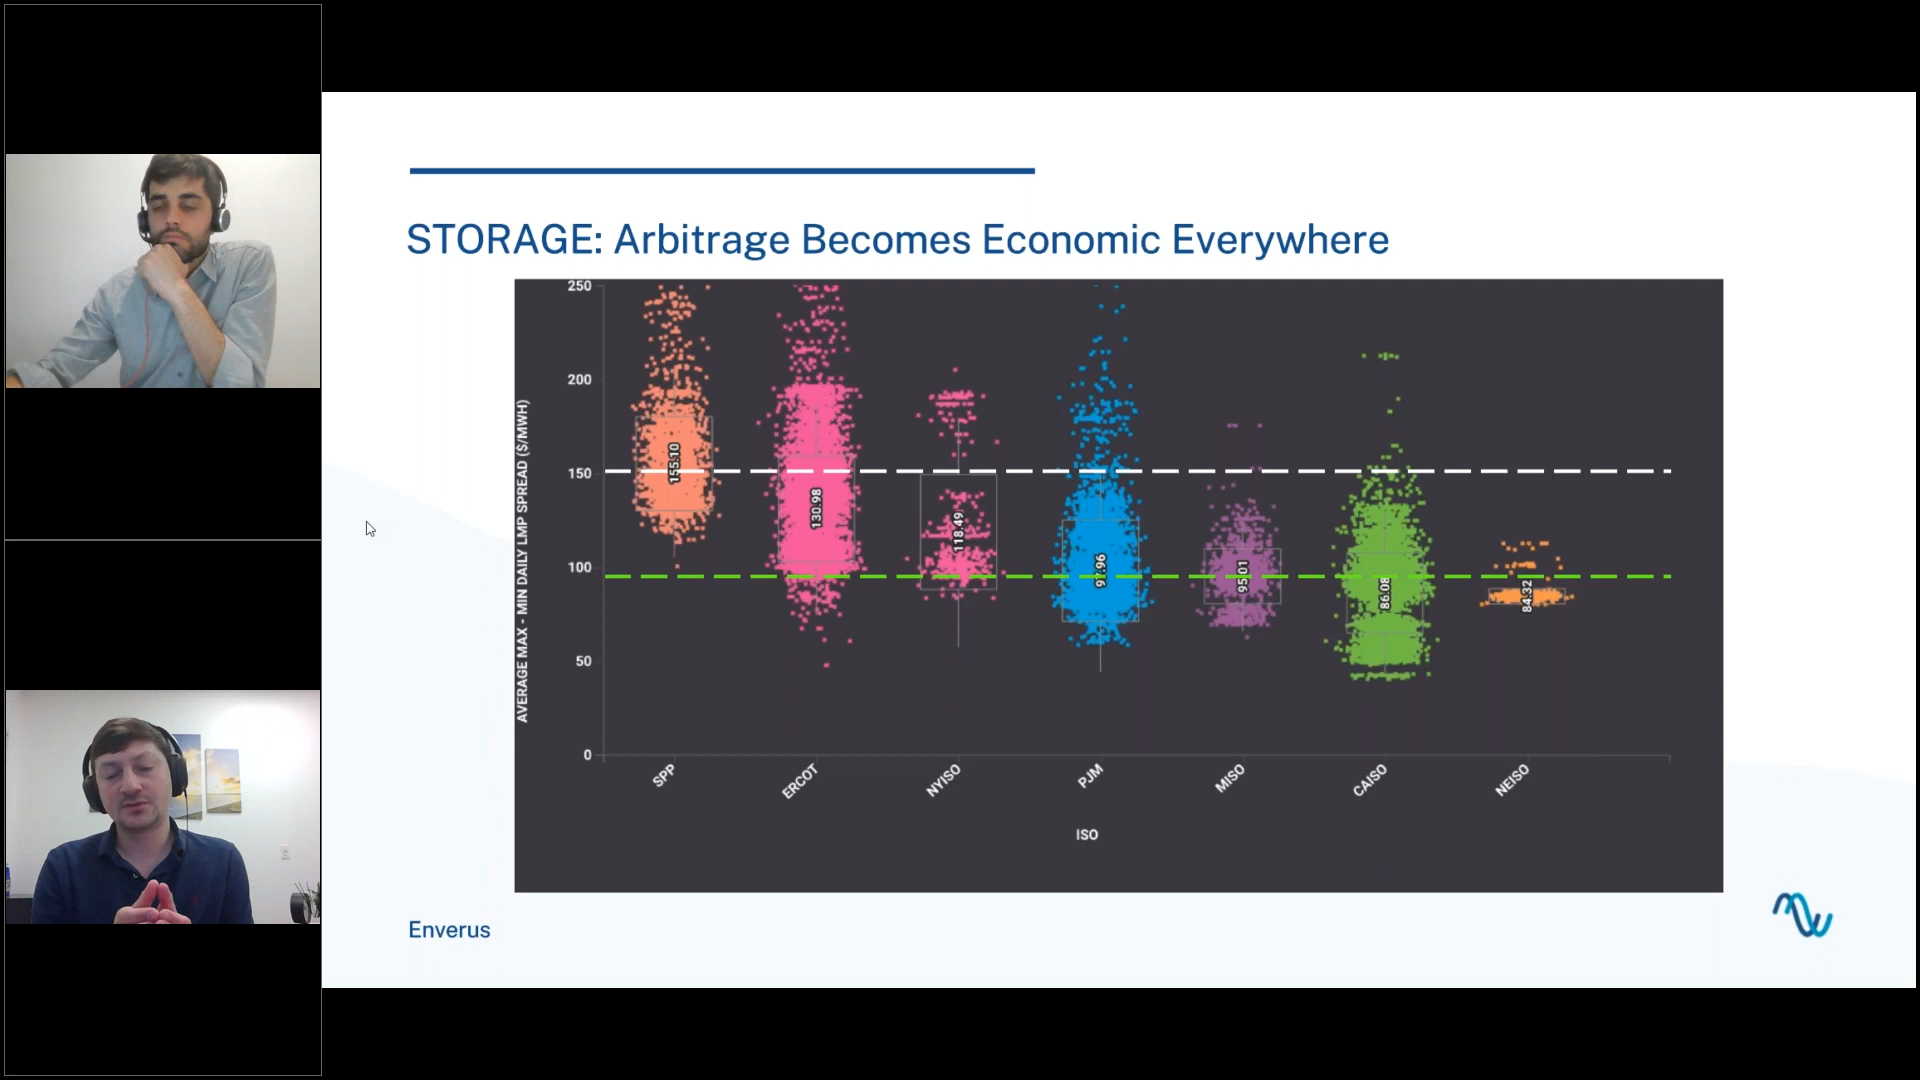 STORAGE: Arbitrage Becomes Economic Everywhere
AVERAGE MAX - MIN DAILY LMP SPREAD ($/MWH)
250
200
150
100
50
0
155.10
130.98
118.49
97.96
95.01
86.08
84.32
SPP
ERCOT
NYISO
PJM
MISO
CAISO
NEISO
ISO
Enverus